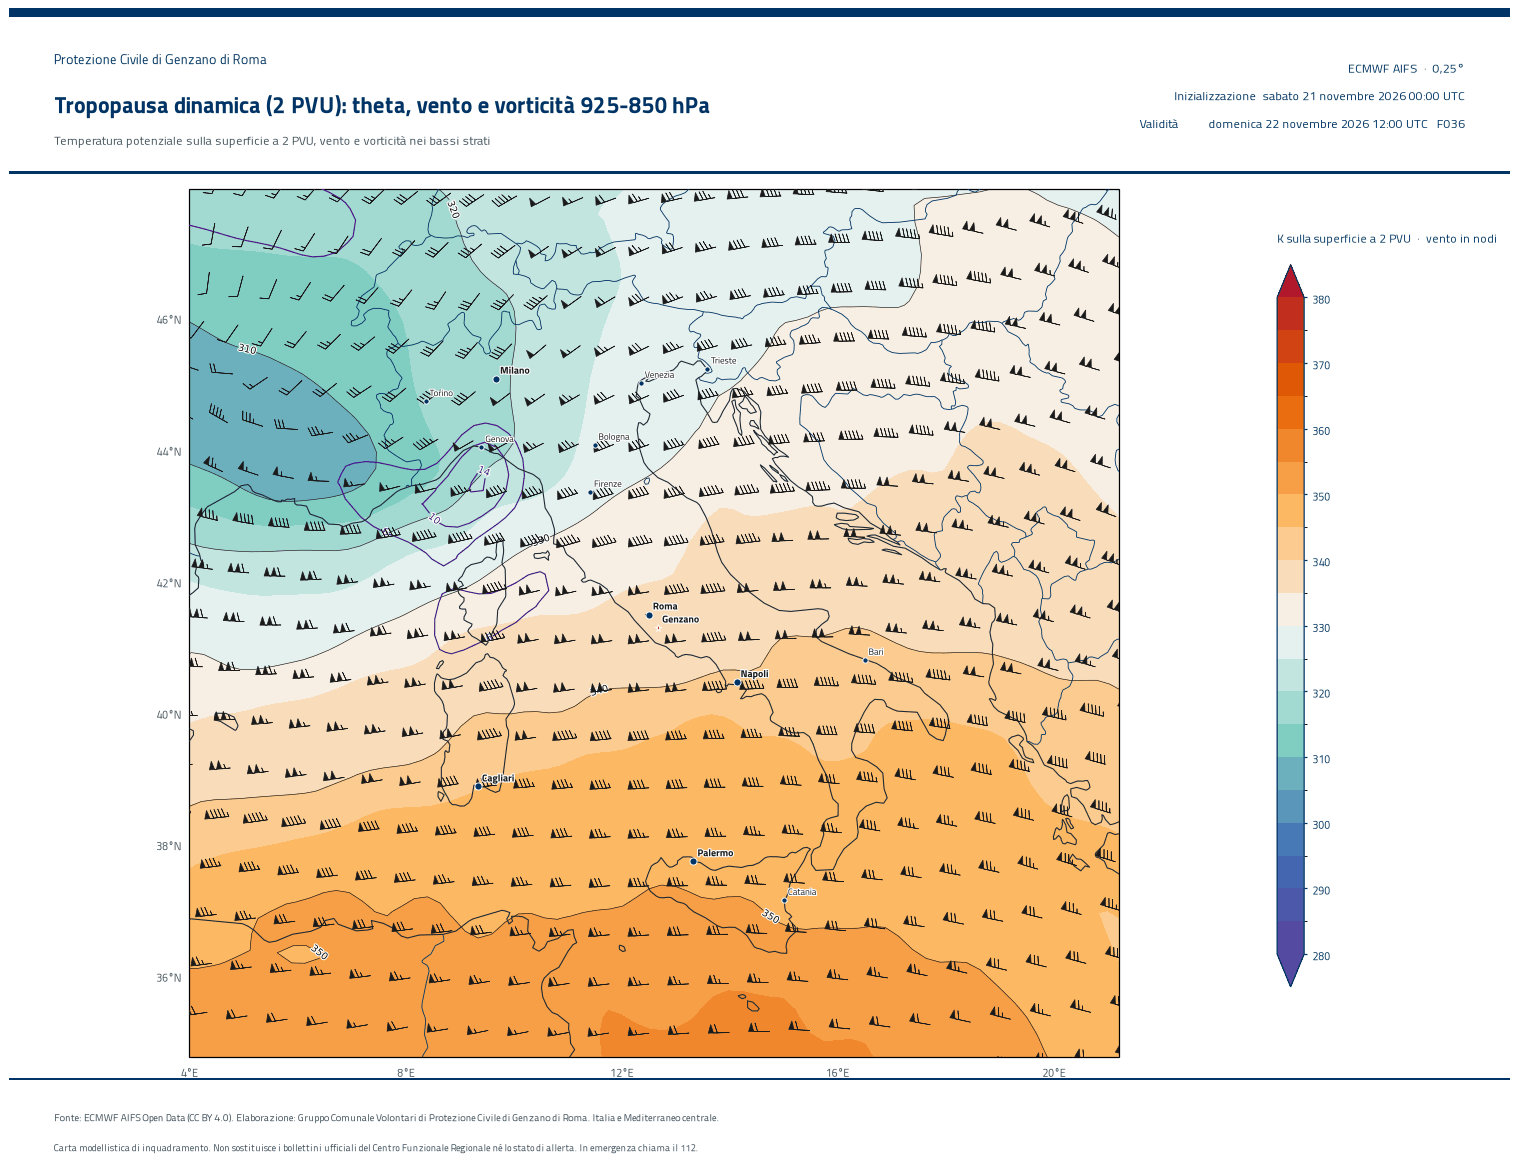 Protezione Civile di Genzano di Roma
Tropopausa dinamica (2 PVU): theta, vento e vorticità 925-850 hPa
Temperatura potenziale sulla superficie a 2 PVU, vento e vorticità nei bassi strati
ECMWF AIFS · 0,25°
Inizializzazione sabato 21 novembre 2026 00:00 UTC
Validità domenica 22 novembre 2026 12:00 UTC F036
K sulla superficie a 2 PVU · vento in nodi
380
370
360
350
340
330
320
310
300
290
280
46°N
44°N
42°N
40°N
38°N
36°N
4°E
8°E
12°E
16°E
20°E
320
310
350
350
14
10
Milano
Torino
Venezia
Trieste
Genova
Bologna
Firenze
Roma
Genzano
Napoli
Bari
Cagliari
Palermo
Catania
Fonte: ECMWF AIFS Open Data (CC BY 4.0). Elaborazione: Gruppo Comunale Volontari di Protezione Civile di Genzano di Roma. Italia e Mediterraneo centrale.
Carta modellistica di inquadramento. Non sostituisce i bollettini ufficiali del Centro Funzionale Regionale né lo stato di allerta. In emergenza chiama il 112.